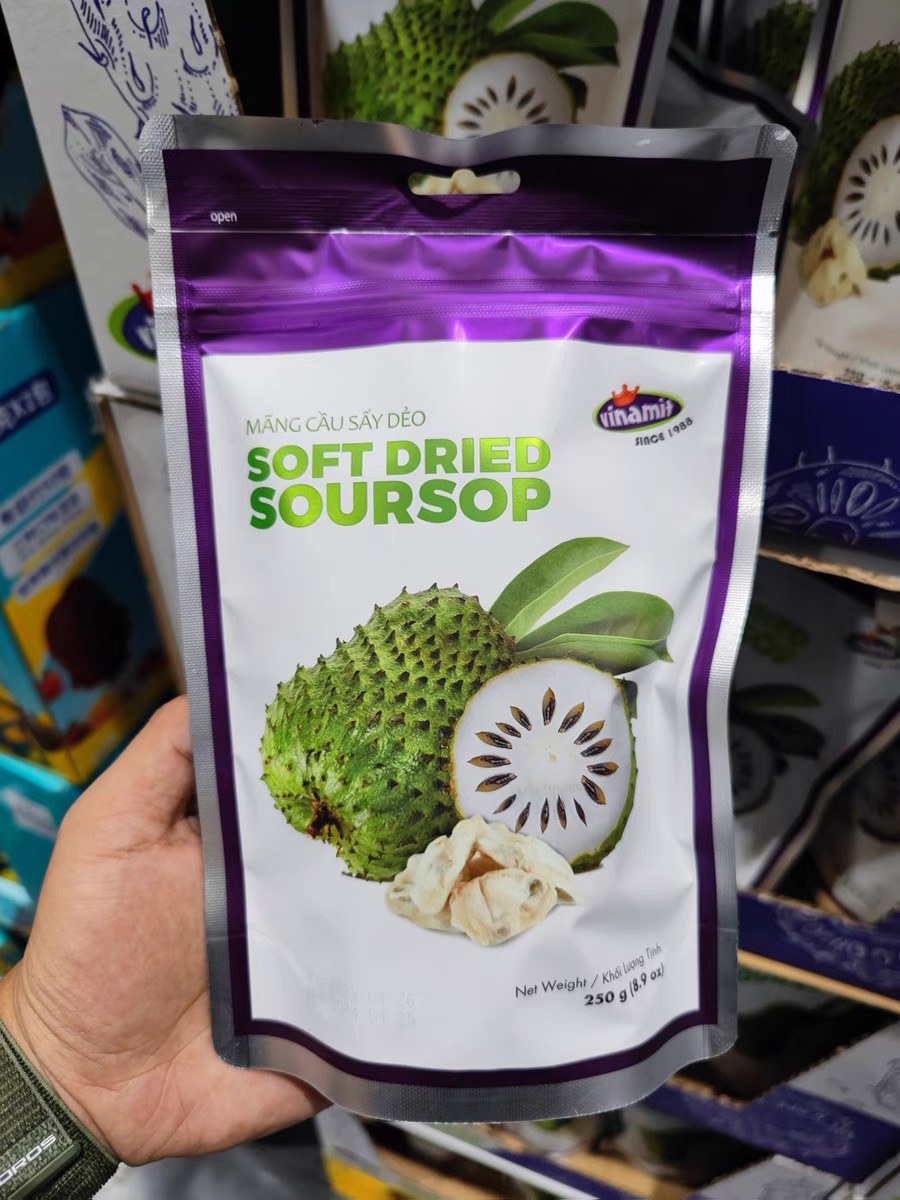 open
MÃNG CẦU SẤY DẺO
SOFT DRIED
SOURSOP
vinamit
SINCE 1988
Net Weight / Khối Lượng Tịnh
250 g (8.9 oz)